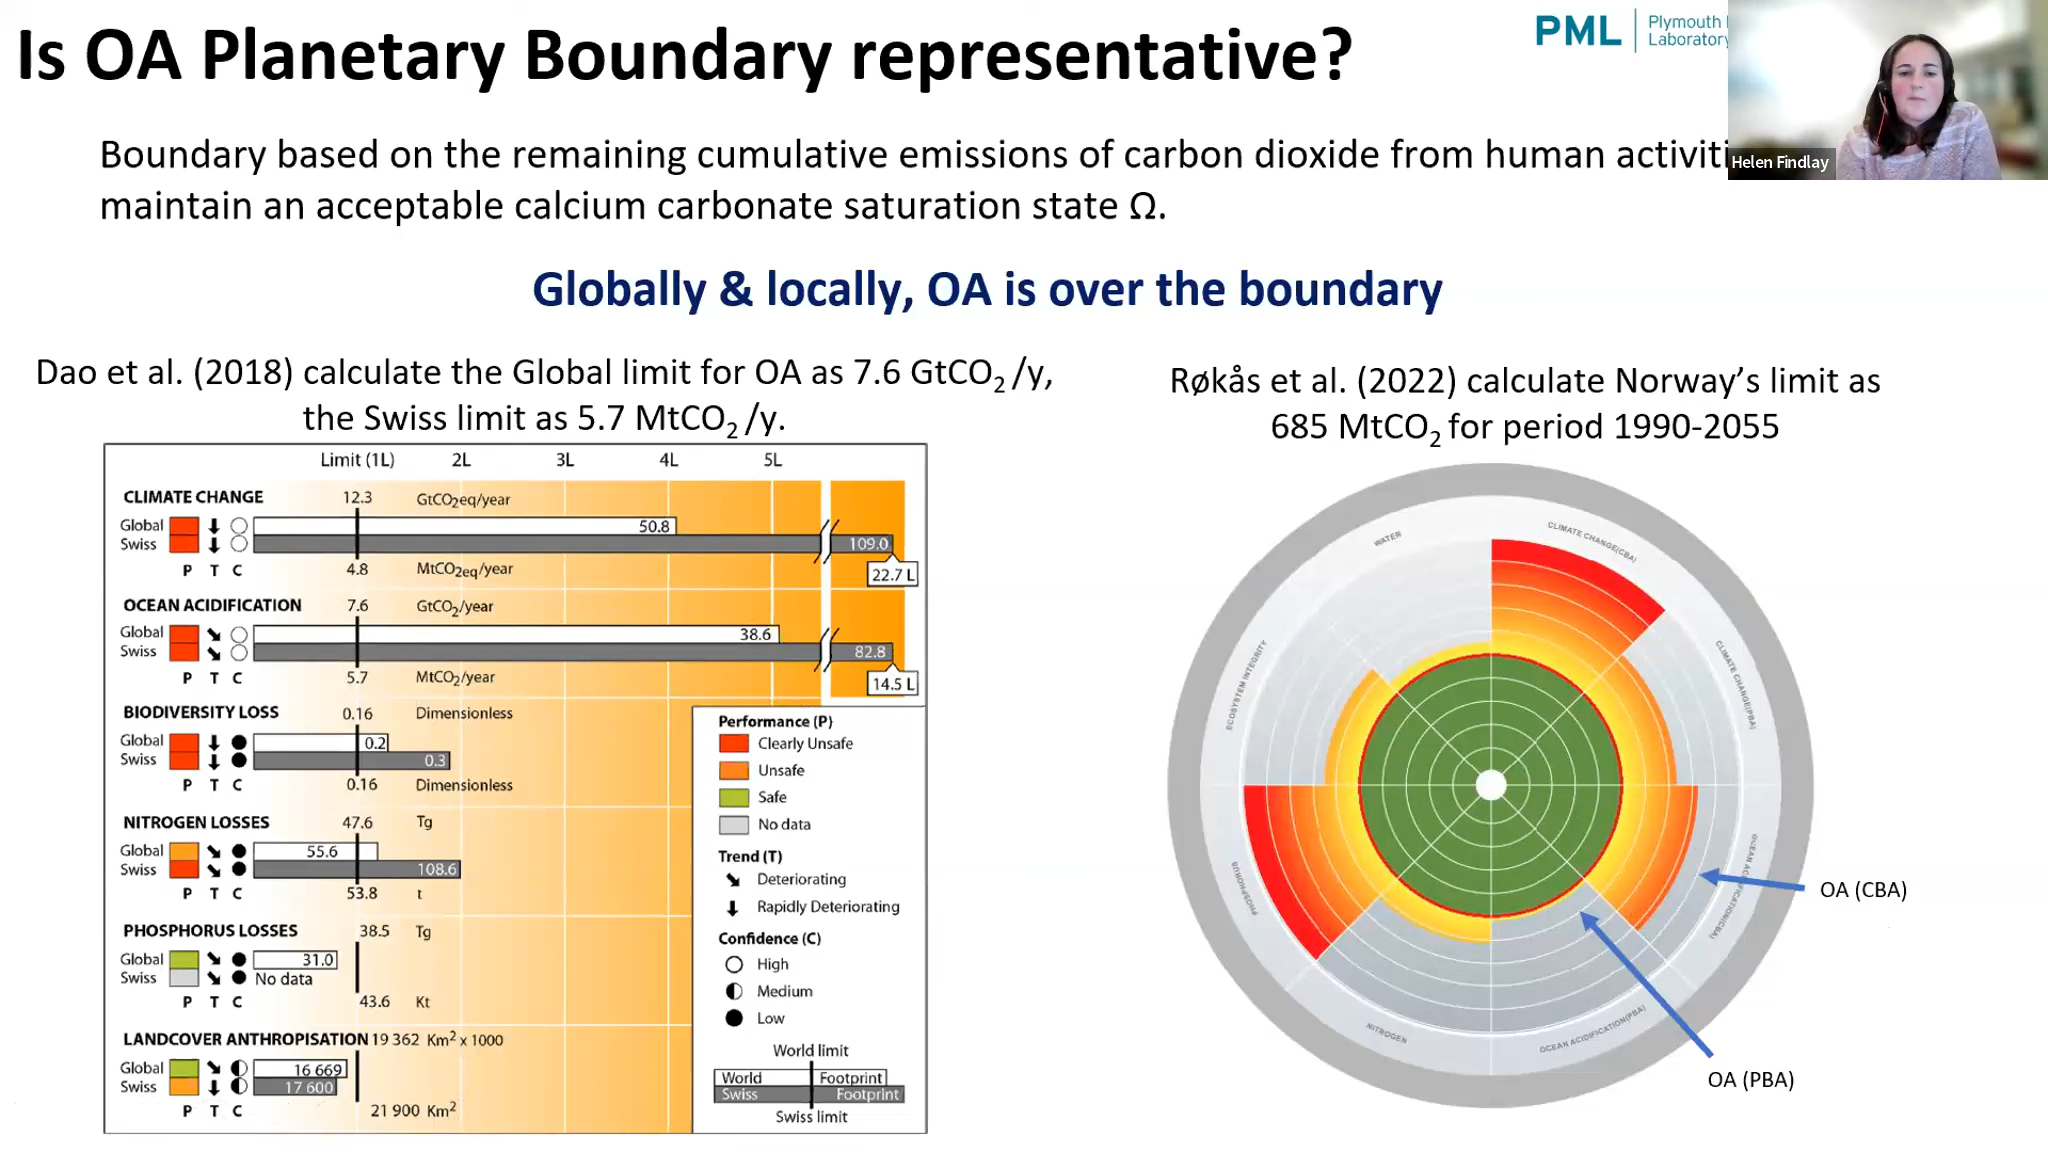 Is OA Planetary Boundary representative?
PML
Plymouth
Laboratory
Helen Findlay
Boundary based on the remaining cumulative emissions of carbon dioxide from human
maintain an acceptable calcium carbonate saturation state Ω.
Globally & locally, OA is over the boundary
Dao et al. (2018) calculate the Global limit for OA as 7.6 GtCO₂ /y,
the Swiss limit as 5.7 MtCO₂ /y.
Limit (1L) 2L 3L 4L 5L
CLIMATE CHANGE 12.3 GtCO₂eq/year
Global 50.8
Swiss 109.0
P T C 4.8 MtCO₂eq/year 22.7 L
OCEAN ACIDIFICATION 7.6 GtCO₂/year
Global 38.6
Swiss 82.8
P T C 5.7 MtCO₂/year 14.5 L
BIODIVERSITY LOSS 0.16 Dimensionless
Global 0.2
Swiss 0.3
P T C 0.16 Dimensionless
NITROGEN LOSSES 47.6 Tg
Global 55.6
Swiss 108.6
P T C 53.8 t
PHOSPHORUS LOSSES 38.5 Tg
Global 31.0
Swiss No data
P T C 43.6 Kt
LANDCOVER ANTHROPISATION 19 362 Km² x 1000
Global 16 669
Swiss 17 600
P T C 21 900 Km²
Performance (P)
Clearly Unsafe
Unsafe
Safe
No data
Trend (T)
Deteriorating
Rapidly Deteriorating
Confidence (C)
High
Medium
Low
World limit
World Footprint
Swiss Footprint
Swiss limit
Røkås et al. (2022) calculate Norway’s limit as
685 MtCO₂ for period 1990-2055
WATER
CLIMATE CHANGE(CBA)
CLIMATE CHANGE(PBA)
OCEAN ACIDIFICATION(CBA)
OCEAN ACIDIFICATION(PBA)
NITROGEN
PHOSPHORUS
ECOSYSTEM INTEGRITY
OA (CBA)
OA (PBA)